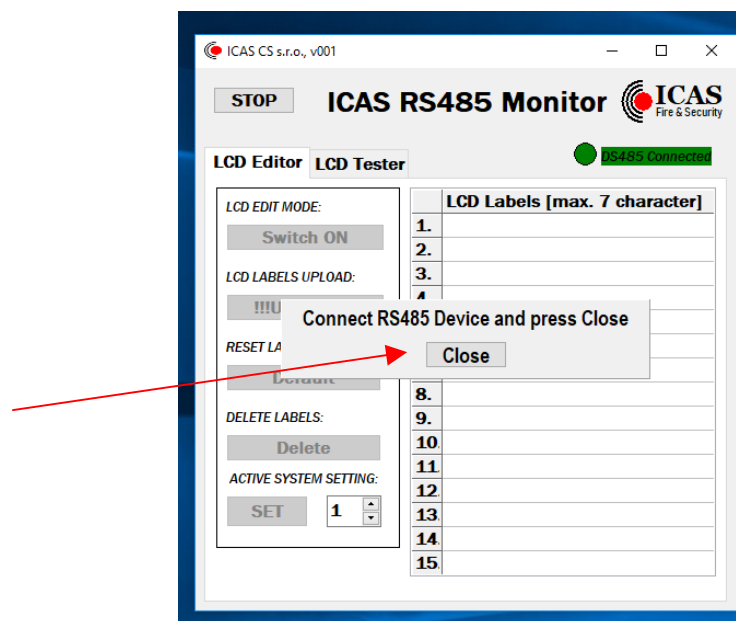 ICAS CS s.r.o., v001
STOP
ICAS RS485 Monitor
ICAS
Fire & Security
LCD Editor
LCD Tester
DS485 Connected
LCD EDIT MODE:
Switch ON
LCD LABELS UPLOAD:
!!!U
RESET LA
Default
DELETE LABELS:
Delete
ACTIVE SYSTEM SETTING:
SET
1
LCD Labels [max. 7 character]
1.
2.
3.
4.
Connect RS485 Device and press Close
Close
8.
9.
10.
11.
12.
13.
14.
15.